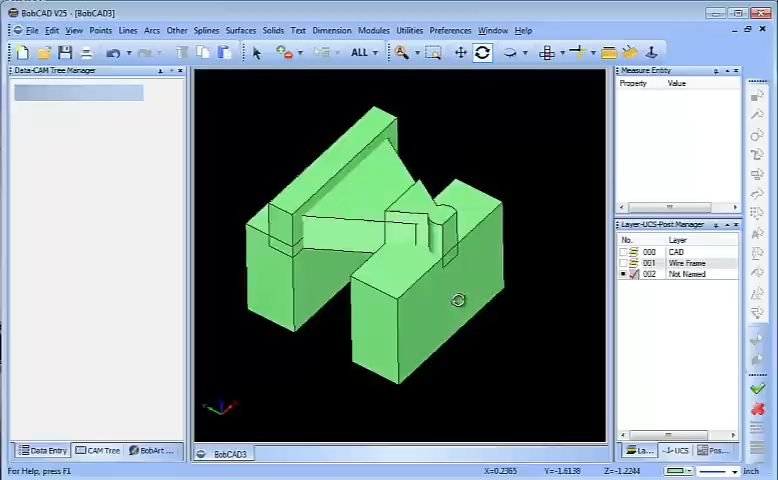 BobCAD V25 - [BobCAD3]
File Edit View Points Lines Arcs Other Splines Surfaces Solids Text Dimension Modules Utilities Preferences Window Help
ALL
Data-CAM Tree Manager
Measure Entity
Property Value
Layer-UCS-Post Manager
No. Layer
000 CAD
001 Wire Frame
002 Not Named
Data Entry CAM Tree BobArt ...
BobCAD3
La... UCS Pos...
For Help, press F1
X=0.2365 Y=-1.6138 Z=-1.2244
Inch